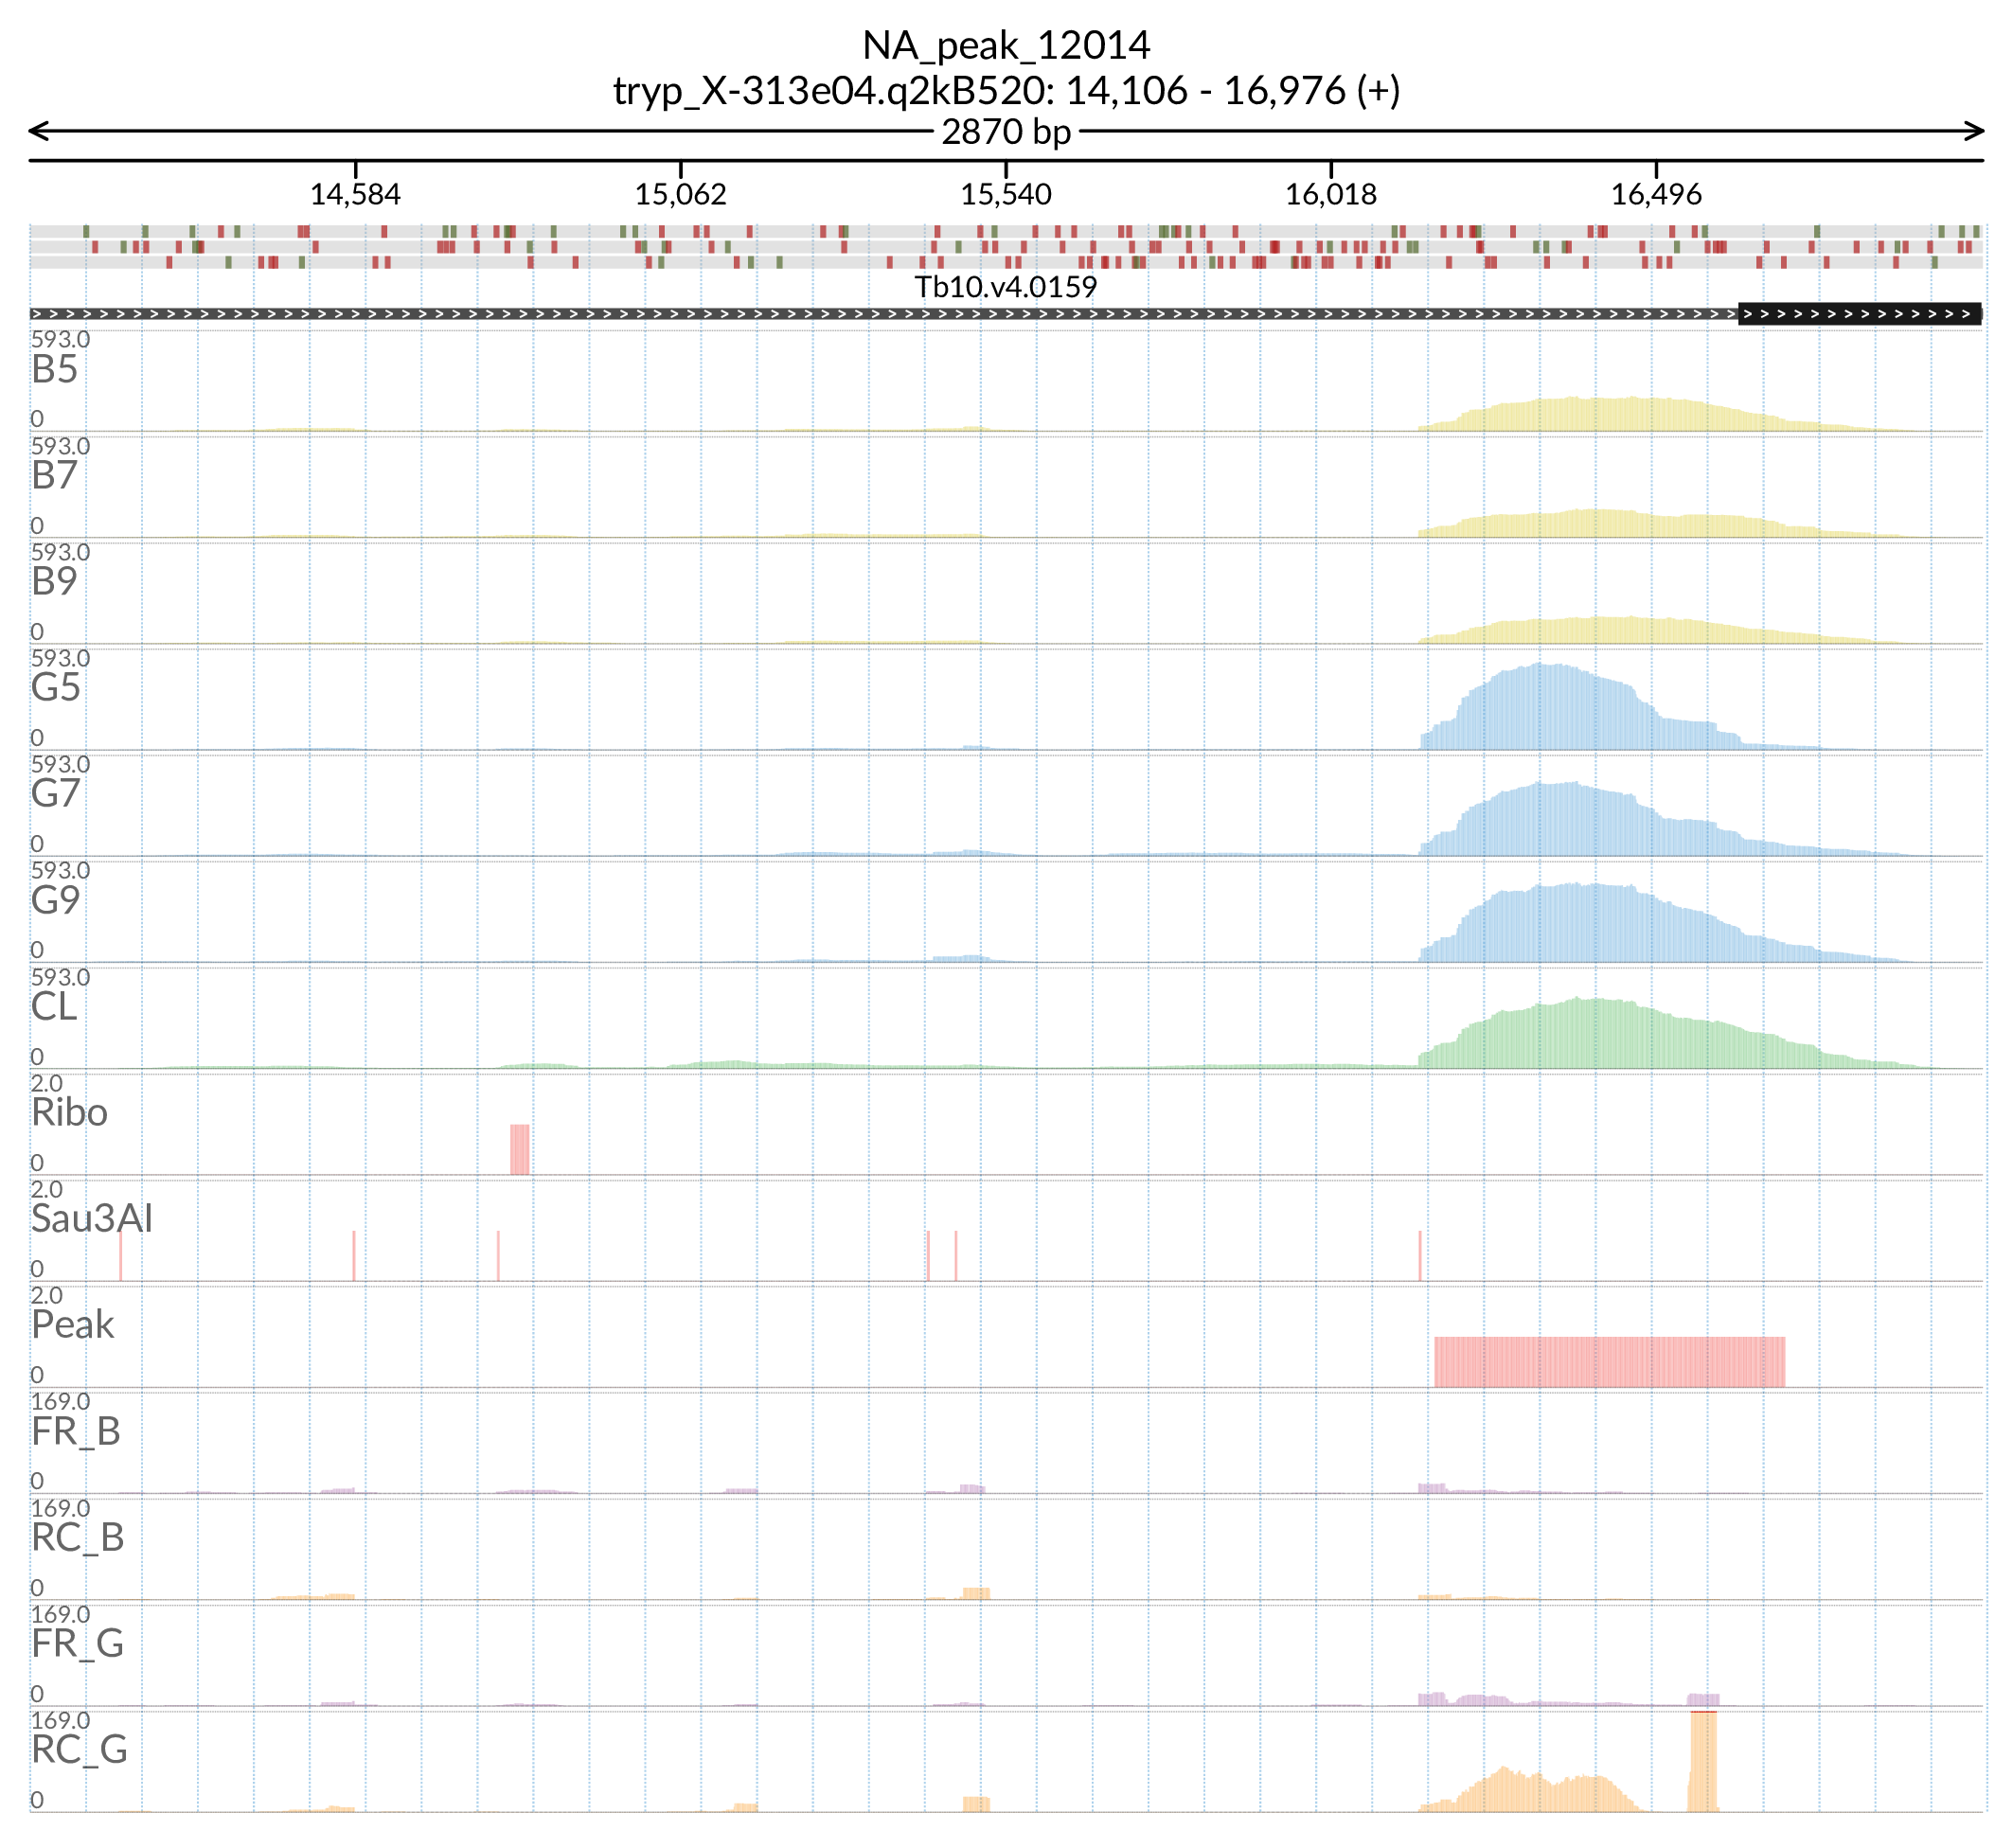 NA_peak_12014
tryp_X-313e04.q2kB520: 14,106 - 16,976 (+)
2870 bp
14,584 15,062 15,540 16,018 16,496
Tb10.v4.0159
593.0
B5
0
593.0
B7
0
593.0
B9
0
593.0
G5
0
593.0
G7
0
593.0
G9
0
593.0
CL
0
2.0
Ribo
0
2.0
Sau3AI
0
2.0
Peak
0
169.0
FR_B
0
169.0
RC_B
0
169.0
FR_G
0
169.0
RC_G
0